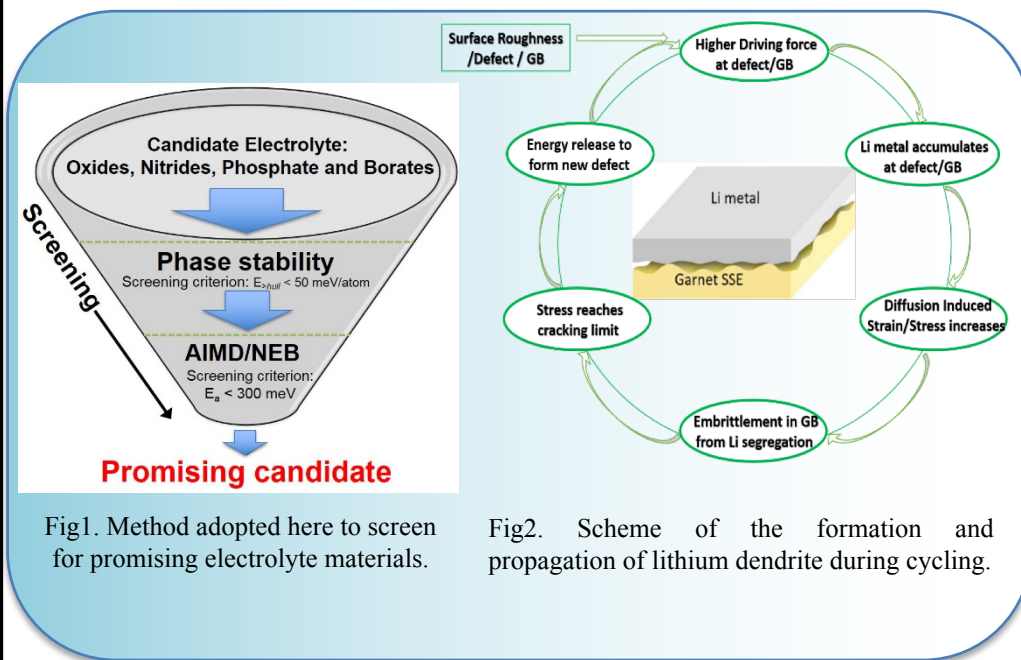 Candidate Electrolyte:
Oxides, Nitrides, Phosphate and Borates
Screening
Phase stability
Screening criterion: E>hull < 50 meV/atom
AIMD/NEB
Screening criterion:
Ea < 300 meV
Promising candidate
Fig1. Method adopted here to screen
for promising electrolyte materials.
Surface Roughness
/Defect / GB
Higher Driving force
at defect/GB
Li metal accumulates
at defect/GB
Diffusion Induced
Strain/Stress increases
Embrittlement in GB
from Li segregation
Stress reaches
cracking limit
Energy release to
form new defect
Li metal
Garnet SSE
Fig2. Scheme of the formation and
propagation of lithium dendrite during cycling.